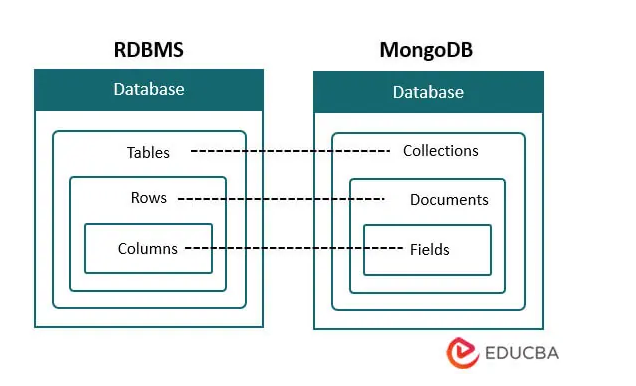 RDBMS
MongoDB
Database
Database
Tables
Collections
Rows
Documents
Columns
Fields
EDUCBA